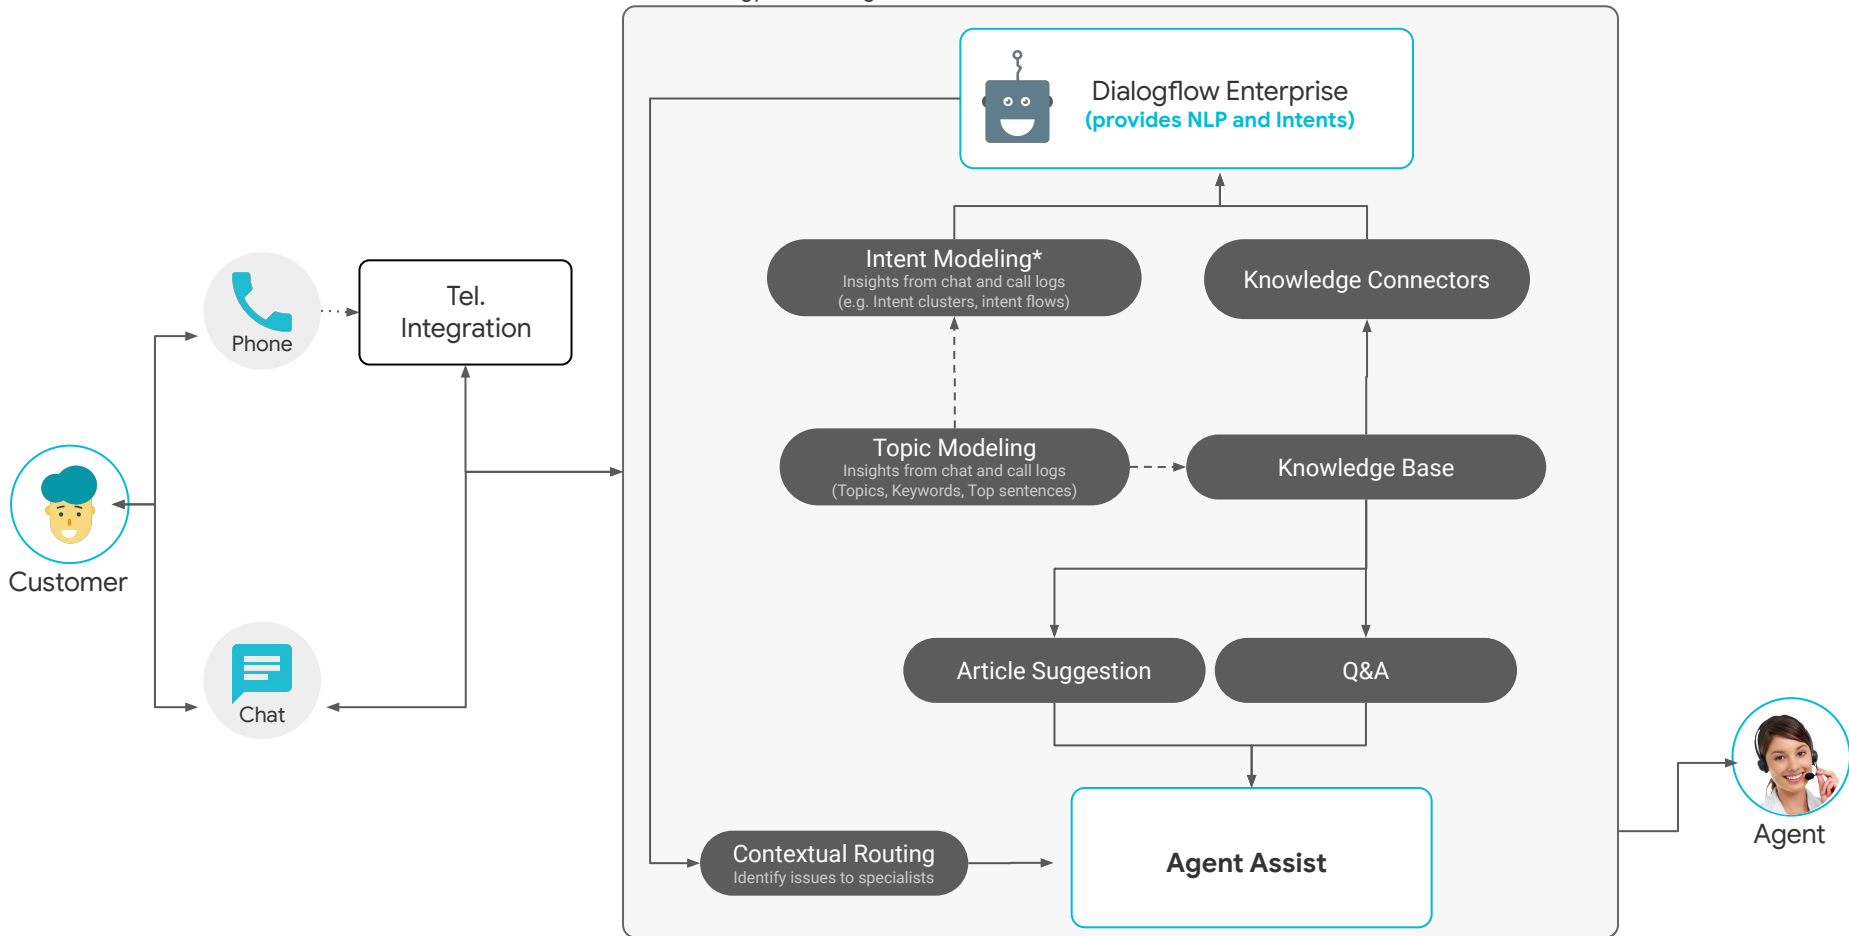 Dialogflow Enterprise
(provides NLP and Intents)
Intent Modeling*
Insights from chat and call logs
(e.g. Intent clusters, intent flows)
Knowledge Connectors
Tel.
Integration
Phone
Topic Modeling
Insights from chat and call logs
(Topics, Keywords, Top sentences)
Knowledge Base
Customer
Article Suggestion
Q&A
Chat
Contextual Routing
Identify issues to specialists
Agent Assist
Agent